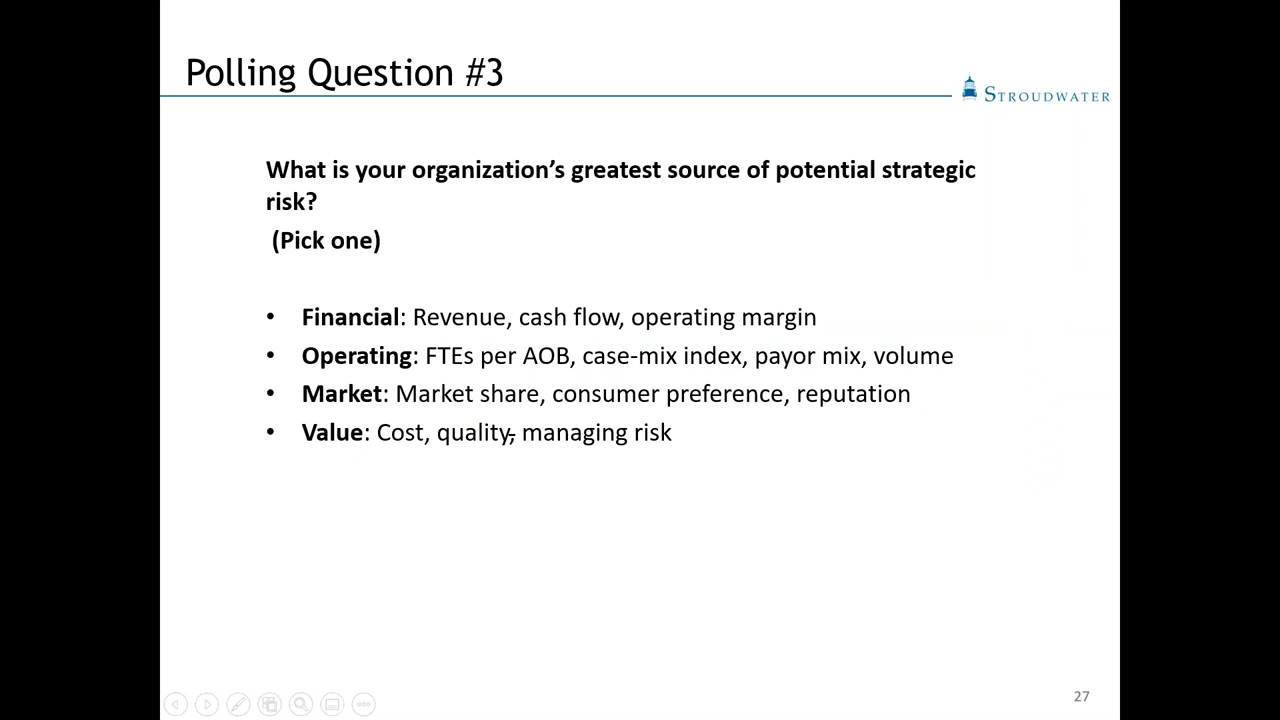 Polling Question #3
STROUDWATER
What is your organization’s greatest source of potential strategic
risk?
(Pick one)
• Financial: Revenue, cash flow, operating margin
• Operating: FTEs per AOB, case-mix index, payor mix, volume
• Market: Market share, consumer preference, reputation
• Value: Cost, quality, managing risk
27